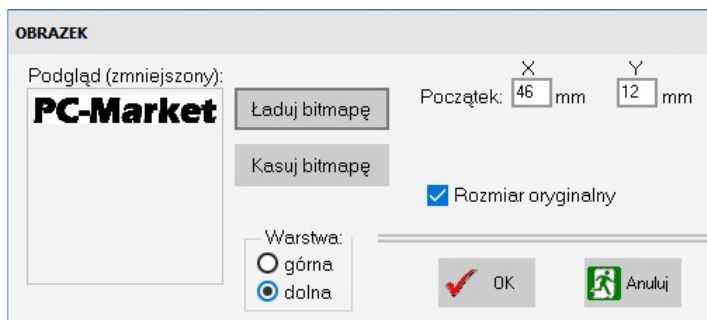 OBRAZEK
Podgląd (zmniejszony):
PC-Market
Ładuj bitmapę
Kasuj bitmapę
X Y
Początek: 46 mm 12 mm
Rozmiar oryginalny
Warstwa:
górna
dolna
OK
Anuluj